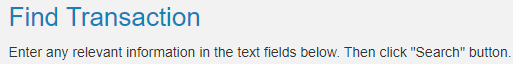 Find Transaction
Enter any relevant information in the text fields below. Then click "Search" button.